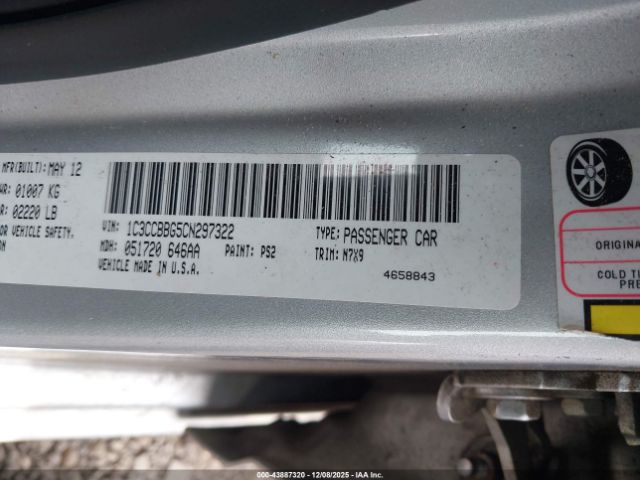 MFR(BUILT): MAY 12
WR: 01007 KG
R: 02220 LB
OR VEHICLE SAFETY.
RN
VIN: 1C3CCBBG5CN297322
TYPE: PASSENGER CAR
MDH: 051720 646AA
PAINT: PS2
TRIM: N7X9
VEHICLE MADE IN U.S.A.
4658843
ORIGINA
COLD TI
PRE
000-43887320 | 12/08/2025 - IAA Inc.